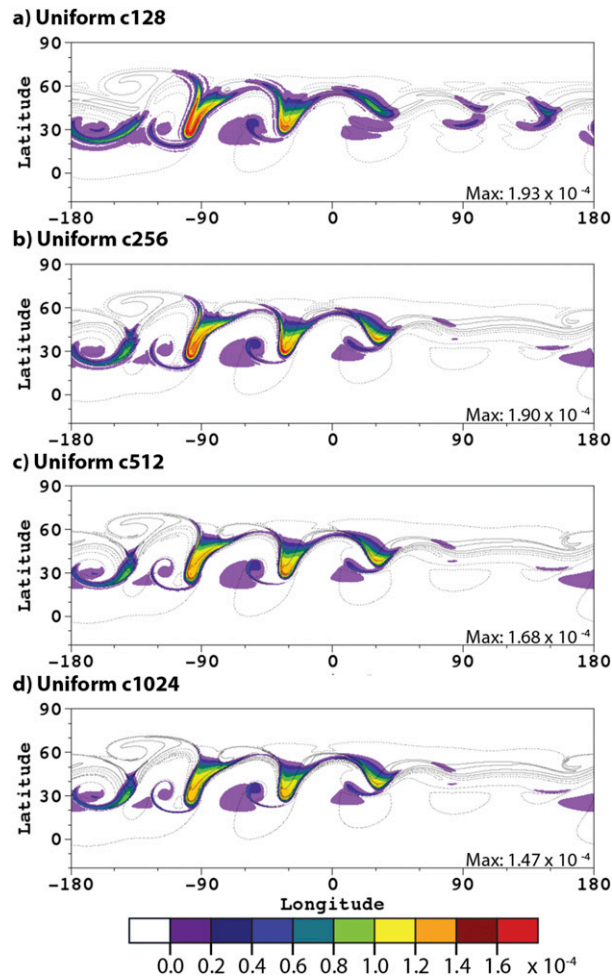 a) Uniform c128
90
60
30
0
Latitude
Max: 1.93 x 10⁻⁴
-180 -90 0 90 180
b) Uniform c256
90
60
30
0
Latitude
Max: 1.90 x 10⁻⁴
-180 -90 0 90 180
c) Uniform c512
90
60
30
0
Latitude
Max: 1.68 x 10⁻⁴
-180 -90 0 90 180
d) Uniform c1024
90
60
30
0
Latitude
Max: 1.47 x 10⁻⁴
-180 -90 0 90 180
Longitude
0.0 0.2 0.4 0.6 0.8 1.0 1.2 1.4 1.6 x 10⁻⁴